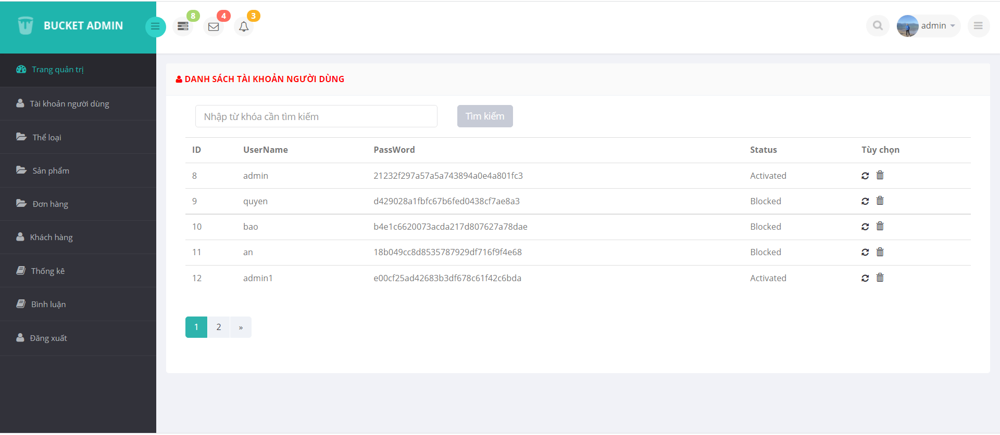 BUCKET ADMIN
8
4
3
admin
Trang quản trị
Tài khoản người dùng
Thể loại
Sản phẩm
Đơn hàng
Khách hàng
Thống kê
Bình luận
Đăng xuất
DANH SÁCH TÀI KHOẢN NGƯỜI DÙNG
Nhập từ khóa cần tìm kiếm Tìm kiếm
ID UserName PassWord Status Tùy chọn
8 admin 21232f297a57a5a743894a0e4a801fc3 Activated
9 quyen d429028a1fbfc67b6fed0438cf7ae8a3 Blocked
10 bao b4e1c6620073acda217d807627a78dae Blocked
11 an 18b049cc8d8535787929df716f9f4e68 Blocked
12 admin1 e00cf25ad42683b3df678c61f42c6bda Activated
1 2 »